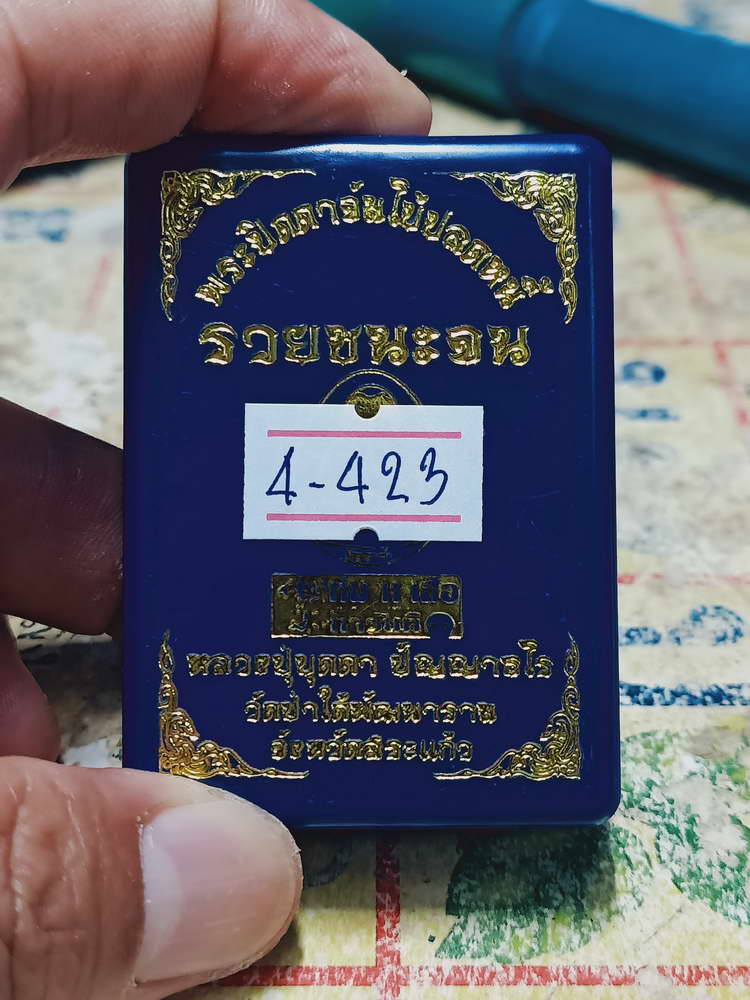 พระปิดตาจัมโบ้ปลดหนี้
รวยชนะจน
4-423
หลวงปู่บุดดา ปัญญาธโร
วัดป่าใต้พัฒนาราม
จังหวัดสระแก้ว